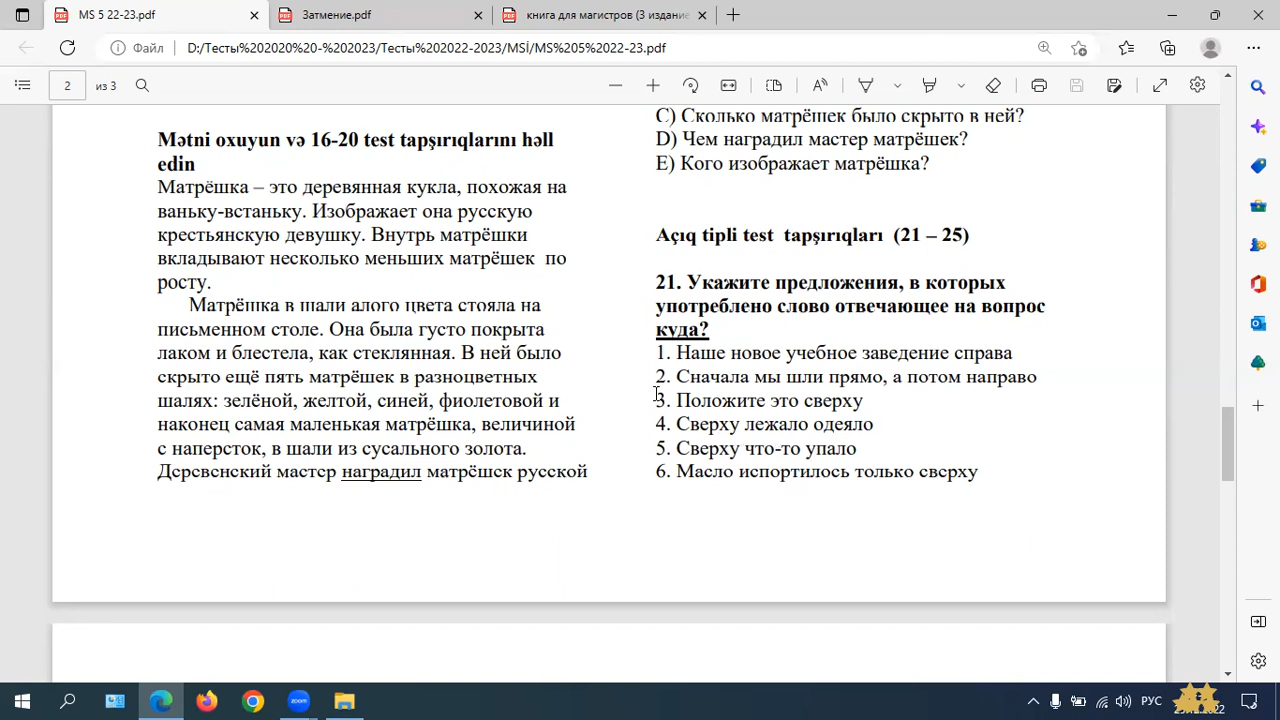 MS 5 22-23.pdf
Затмение.pdf
книга для магистров (3 издание
Файл
D:/Тесты%202020%20-%202023/Тесты%202022-2023/MSİ/MS%205%2022-23.pdf
2 из 3
Mətni oxuyun və 16-20 test tapşırıqlarını həll
edin
Матрёшка – это деревянная кукла, похожая на
ваньку-встаньку. Изображает она русскую
крестьянскую девушку. Внутрь матрёшки
вкладывают несколько меньших матрёшек по
росту.
Матрёшка в шали алого цвета стояла на
письменном столе. Она была густо покрыта
лаком и блестела, как стеклянная. В ней было
скрыто ещё пять матрёшек в разноцветных
шалях: зелёной, желтой, синей, фиолетовой и
наконец самая маленькая матрёшка, величиной
с наперсток, в шали из сусального золота.
Деревенский мастер наградил матрёшек русской
C) Сколько матрёшек было скрыто в ней?
D) Чем наградил мастер матрёшек?
E) Кого изображает матрёшка?
Açıq tipli test tapşırıqları (21 – 25)
21. Укажите предложения, в которых
употреблено слово отвечающее на вопрос
куда?
1. Наше новое учебное заведение справа
2. Сначала мы шли прямо, а потом направо
3. Положите это сверху
4. Сверху лежало одеяло
5. Сверху что-то упало
6. Масло испортилось только сверху
zoom
РУС